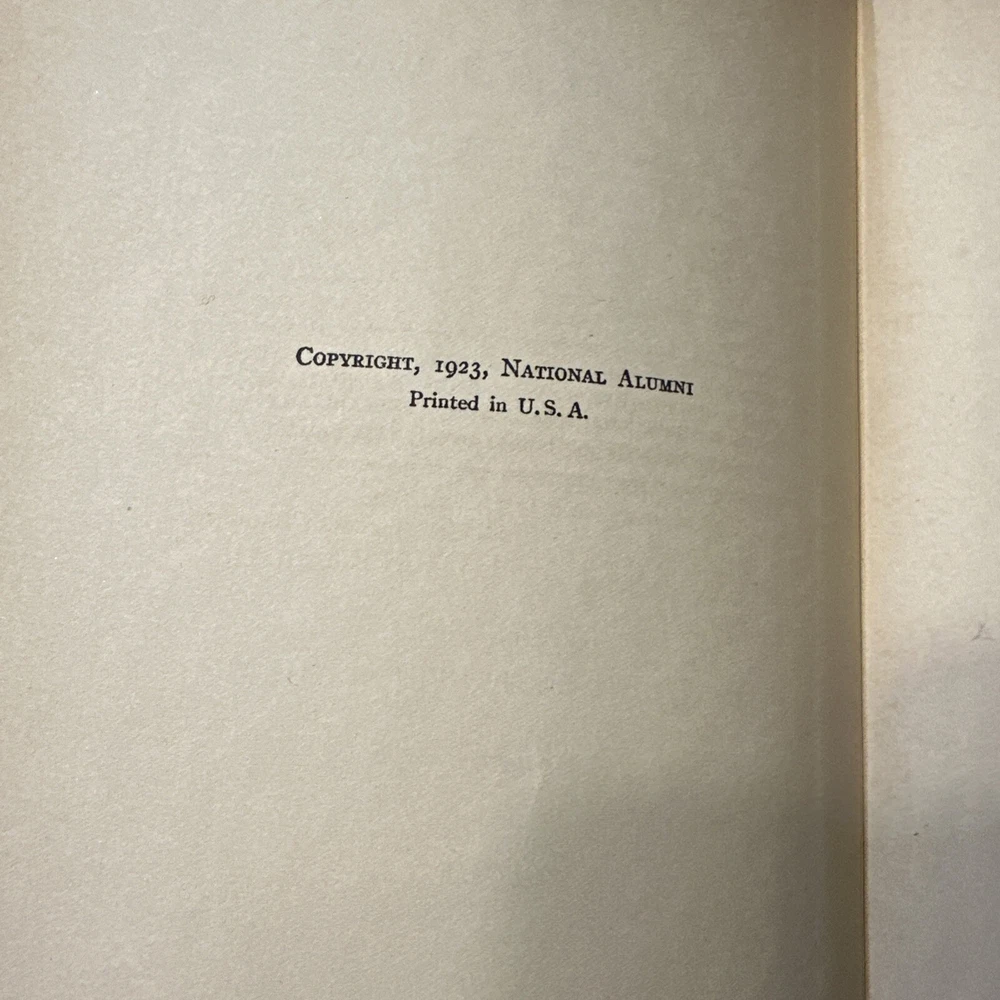 COPYRIGHT, 1923, NATIONAL ALUMNI
Printed in U. S. A.